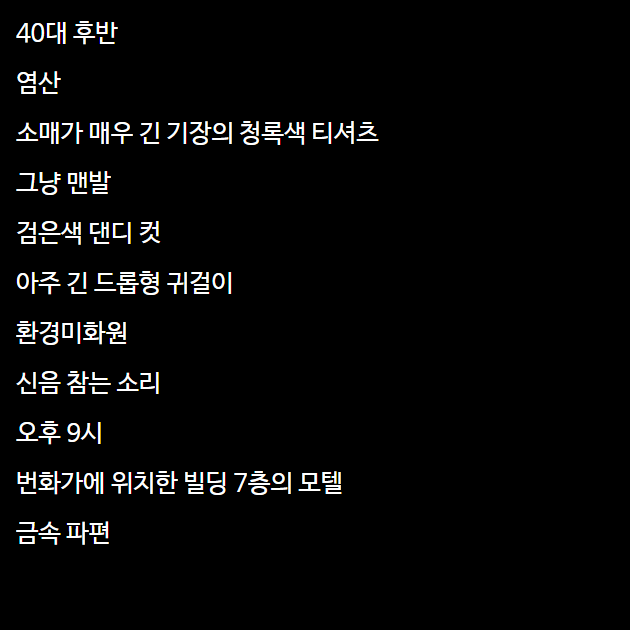 40대 후반
염산
소매가 매우 긴 기장의 청록색 티셔츠
그냥 맨발
검은색 댄디 컷
아주 긴 드롭형 귀걸이
환경미화원
신음 참는 소리
오후 9시
번화가에 위치한 빌딩 7층의 모텔
금속 파편